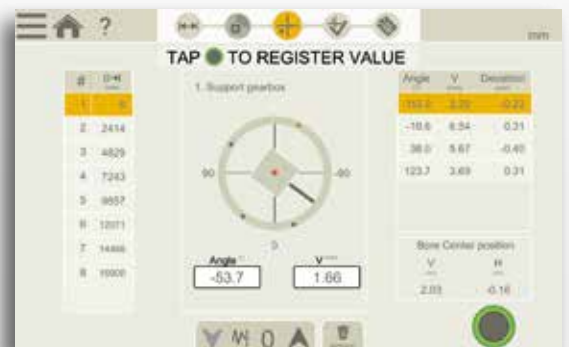 ?
mm
TAP TO REGISTER VALUE
#
1 0
2 2414
3 4829
4 7243
5 9657
6 12071
7 14486
8 16900
1. Support gearbox
90 -90
0
Angle V
-53.7 1.66
Angle V Deviation
-18.6 6.54 0.31
38.0 5.67 -0.40
123.7 3.69 0.31
Bore Center position
V H
2.03 -0.16
0